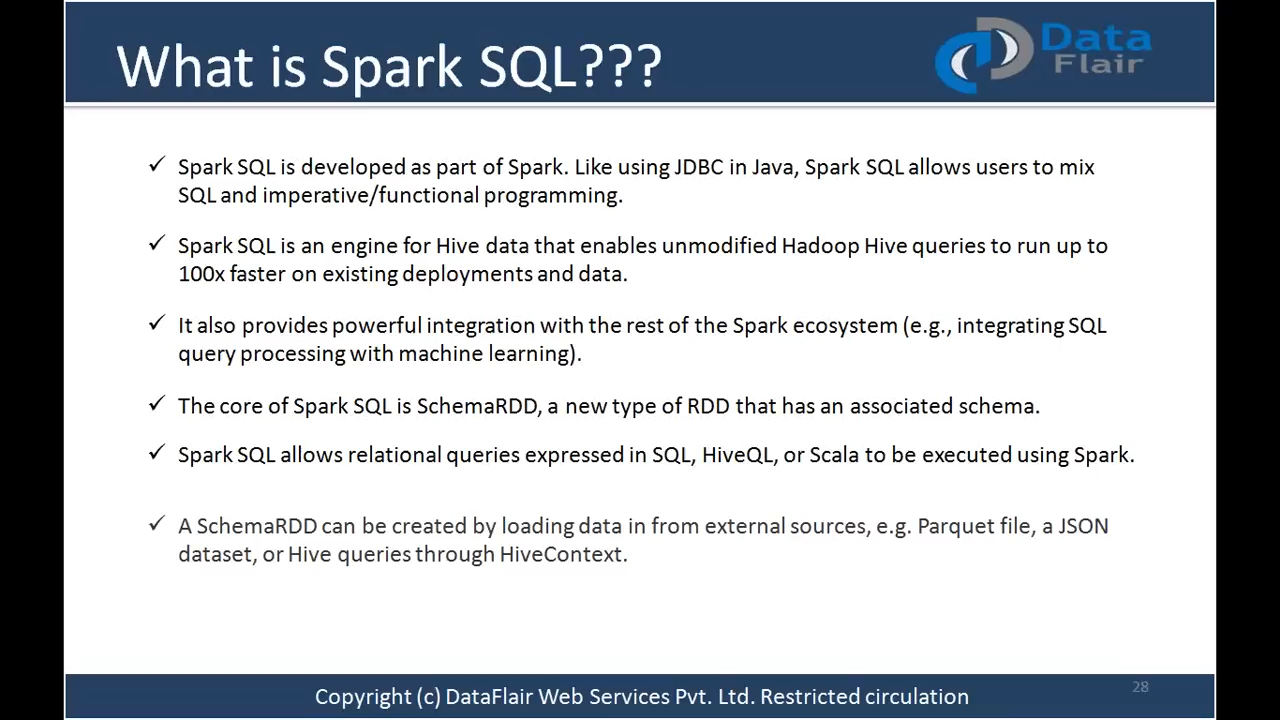 What is Spark SQL???
Data
Flair
✓ Spark SQL is developed as part of Spark. Like using JDBC in Java, Spark SQL allows users to mix
SQL and imperative/functional programming.
✓ Spark SQL is an engine for Hive data that enables unmodified Hadoop Hive queries to run up to
100x faster on existing deployments and data.
✓ It also provides powerful integration with the rest of the Spark ecosystem (e.g., integrating SQL
query processing with machine learning).
✓ The core of Spark SQL is SchemaRDD, a new type of RDD that has an associated schema.
✓ Spark SQL allows relational queries expressed in SQL, HiveQL, or Scala to be executed using Spark.
✓ A SchemaRDD can be created by loading data in from external sources, e.g. Parquet file, a JSON
dataset, or Hive queries through HiveContext.
Copyright (c) DataFlair Web Services Pvt. Ltd. Restricted circulation
28